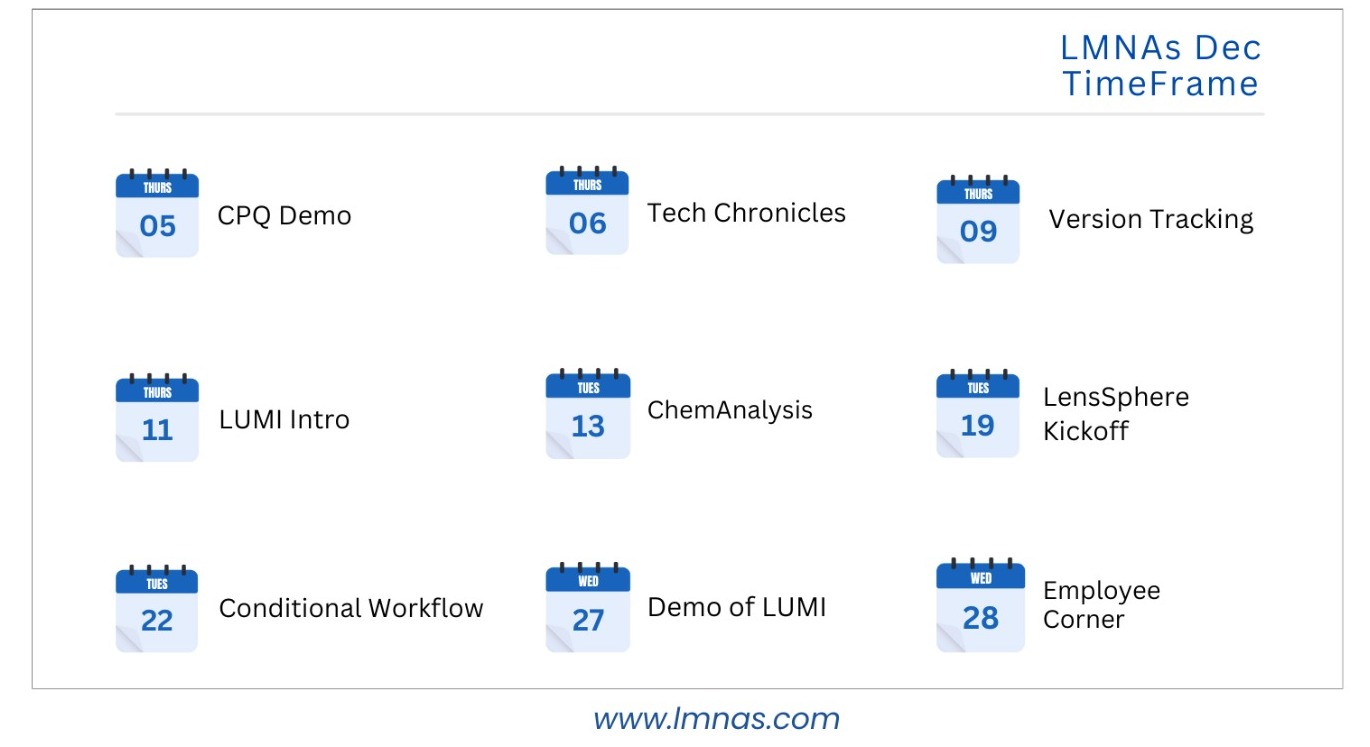 LMNAs Dec
TimeFrame
THURS
05
CPQ Demo
THURS
06
Tech Chronicles
THURS
09
Version Tracking
THURS
11
LUMI Intro
TUES
13
ChemAnalysis
TUES
19
LensSphere
Kickoff
TUES
22
Conditional Workflow
WED
27
Demo of LUMI
WED
28
Employee
Corner
www.lmnas.com